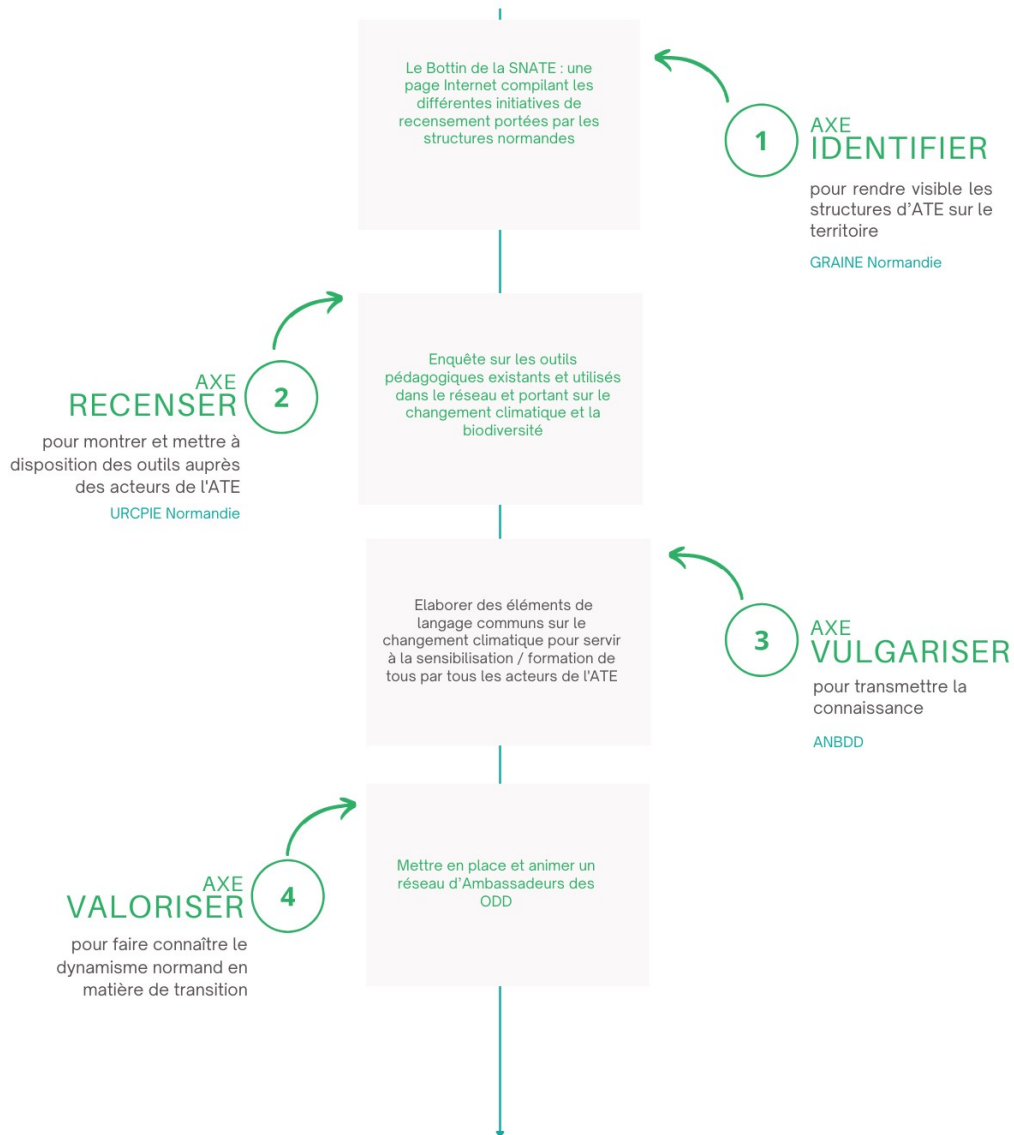 Le Bottin de la SNATE : une
page Internet compilant les
différentes initiatives de
recensement portées par les
structures normandes
1
AXE
IDENTIFIER
pour rendre visible les
structures d’ATE sur le
territoire
GRAINE Normandie
2
AXE
RECENSER
pour montrer et mettre à
disposition des outils auprès
des acteurs de l'ATE
URCPIE Normandie
Enquête sur les outils
pédagogiques existants et utilisés
dans le réseau et portant sur le
changement climatique et la
biodiversité
Elaborer des éléments de
langage communs sur le
changement climatique pour servir
à la sensibilisation / formation de
tous par tous les acteurs de l'ATE
3
AXE
VULGARISER
pour transmettre la
connaissance
ANBDD
4
AXE
VALORISER
pour faire connaître le
dynamisme normand en
matière de transition
Mettre en place et animer un
réseau d’Ambassadeurs des
ODD